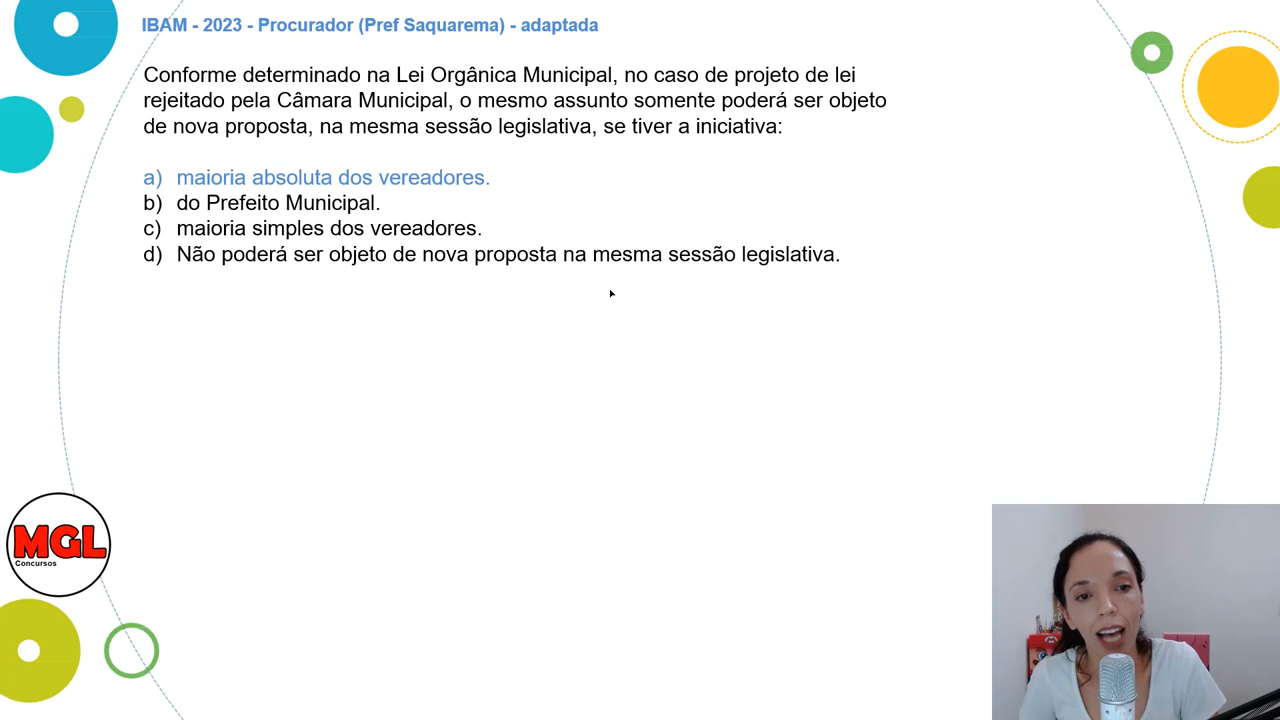 IBAM - 2023 - Procurador (Pref Saquarema) - adaptada
Conforme determinado na Lei Orgânica Municipal, no caso de projeto de lei
rejeitado pela Câmara Municipal, o mesmo assunto somente poderá ser objeto
de nova proposta, na mesma sessão legislativa, se tiver a iniciativa:
a) maioria absoluta dos vereadores.
b) do Prefeito Municipal.
c) maioria simples dos vereadores.
d) Não poderá ser objeto de nova proposta na mesma sessão legislativa.
MGL
Concursos